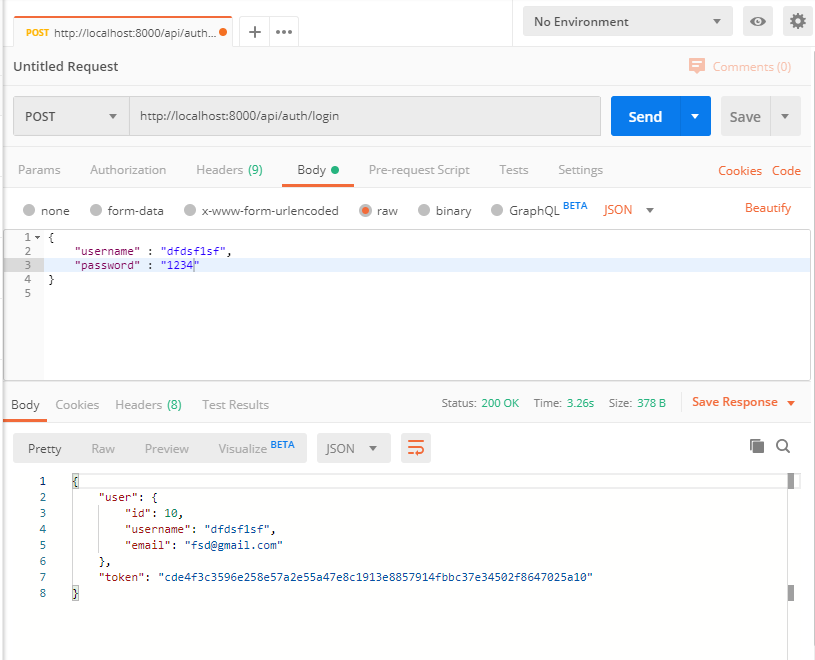 POST http://localhost:8000/api/auth... + •••
No Environment
Untitled Request
Comments (0)
POST http://localhost:8000/api/auth/login Send Save
Params Authorization Headers (9) Body Pre-request Script Tests Settings Cookies Code
none form-data x-www-form-urlencoded raw binary GraphQL BETA JSON Beautify
1 {
2 "username" : "dfdsf1sf",
3 "password" : "1234"
4 }
5
Body Cookies Headers (8) Test Results Status: 200 OK Time: 3.26s Size: 378 B Save Response
Pretty Raw Preview Visualize BETA JSON
1 {
2 "user": {
3 "id": 10,
4 "username": "dfdsf1sf",
5 "email": "fsd@gmail.com"
6 },
7 "token": "cde4f3c3596e258e57a2e55a47e8c1913e8857914fbbc37e34502f8647025a10"
8 }